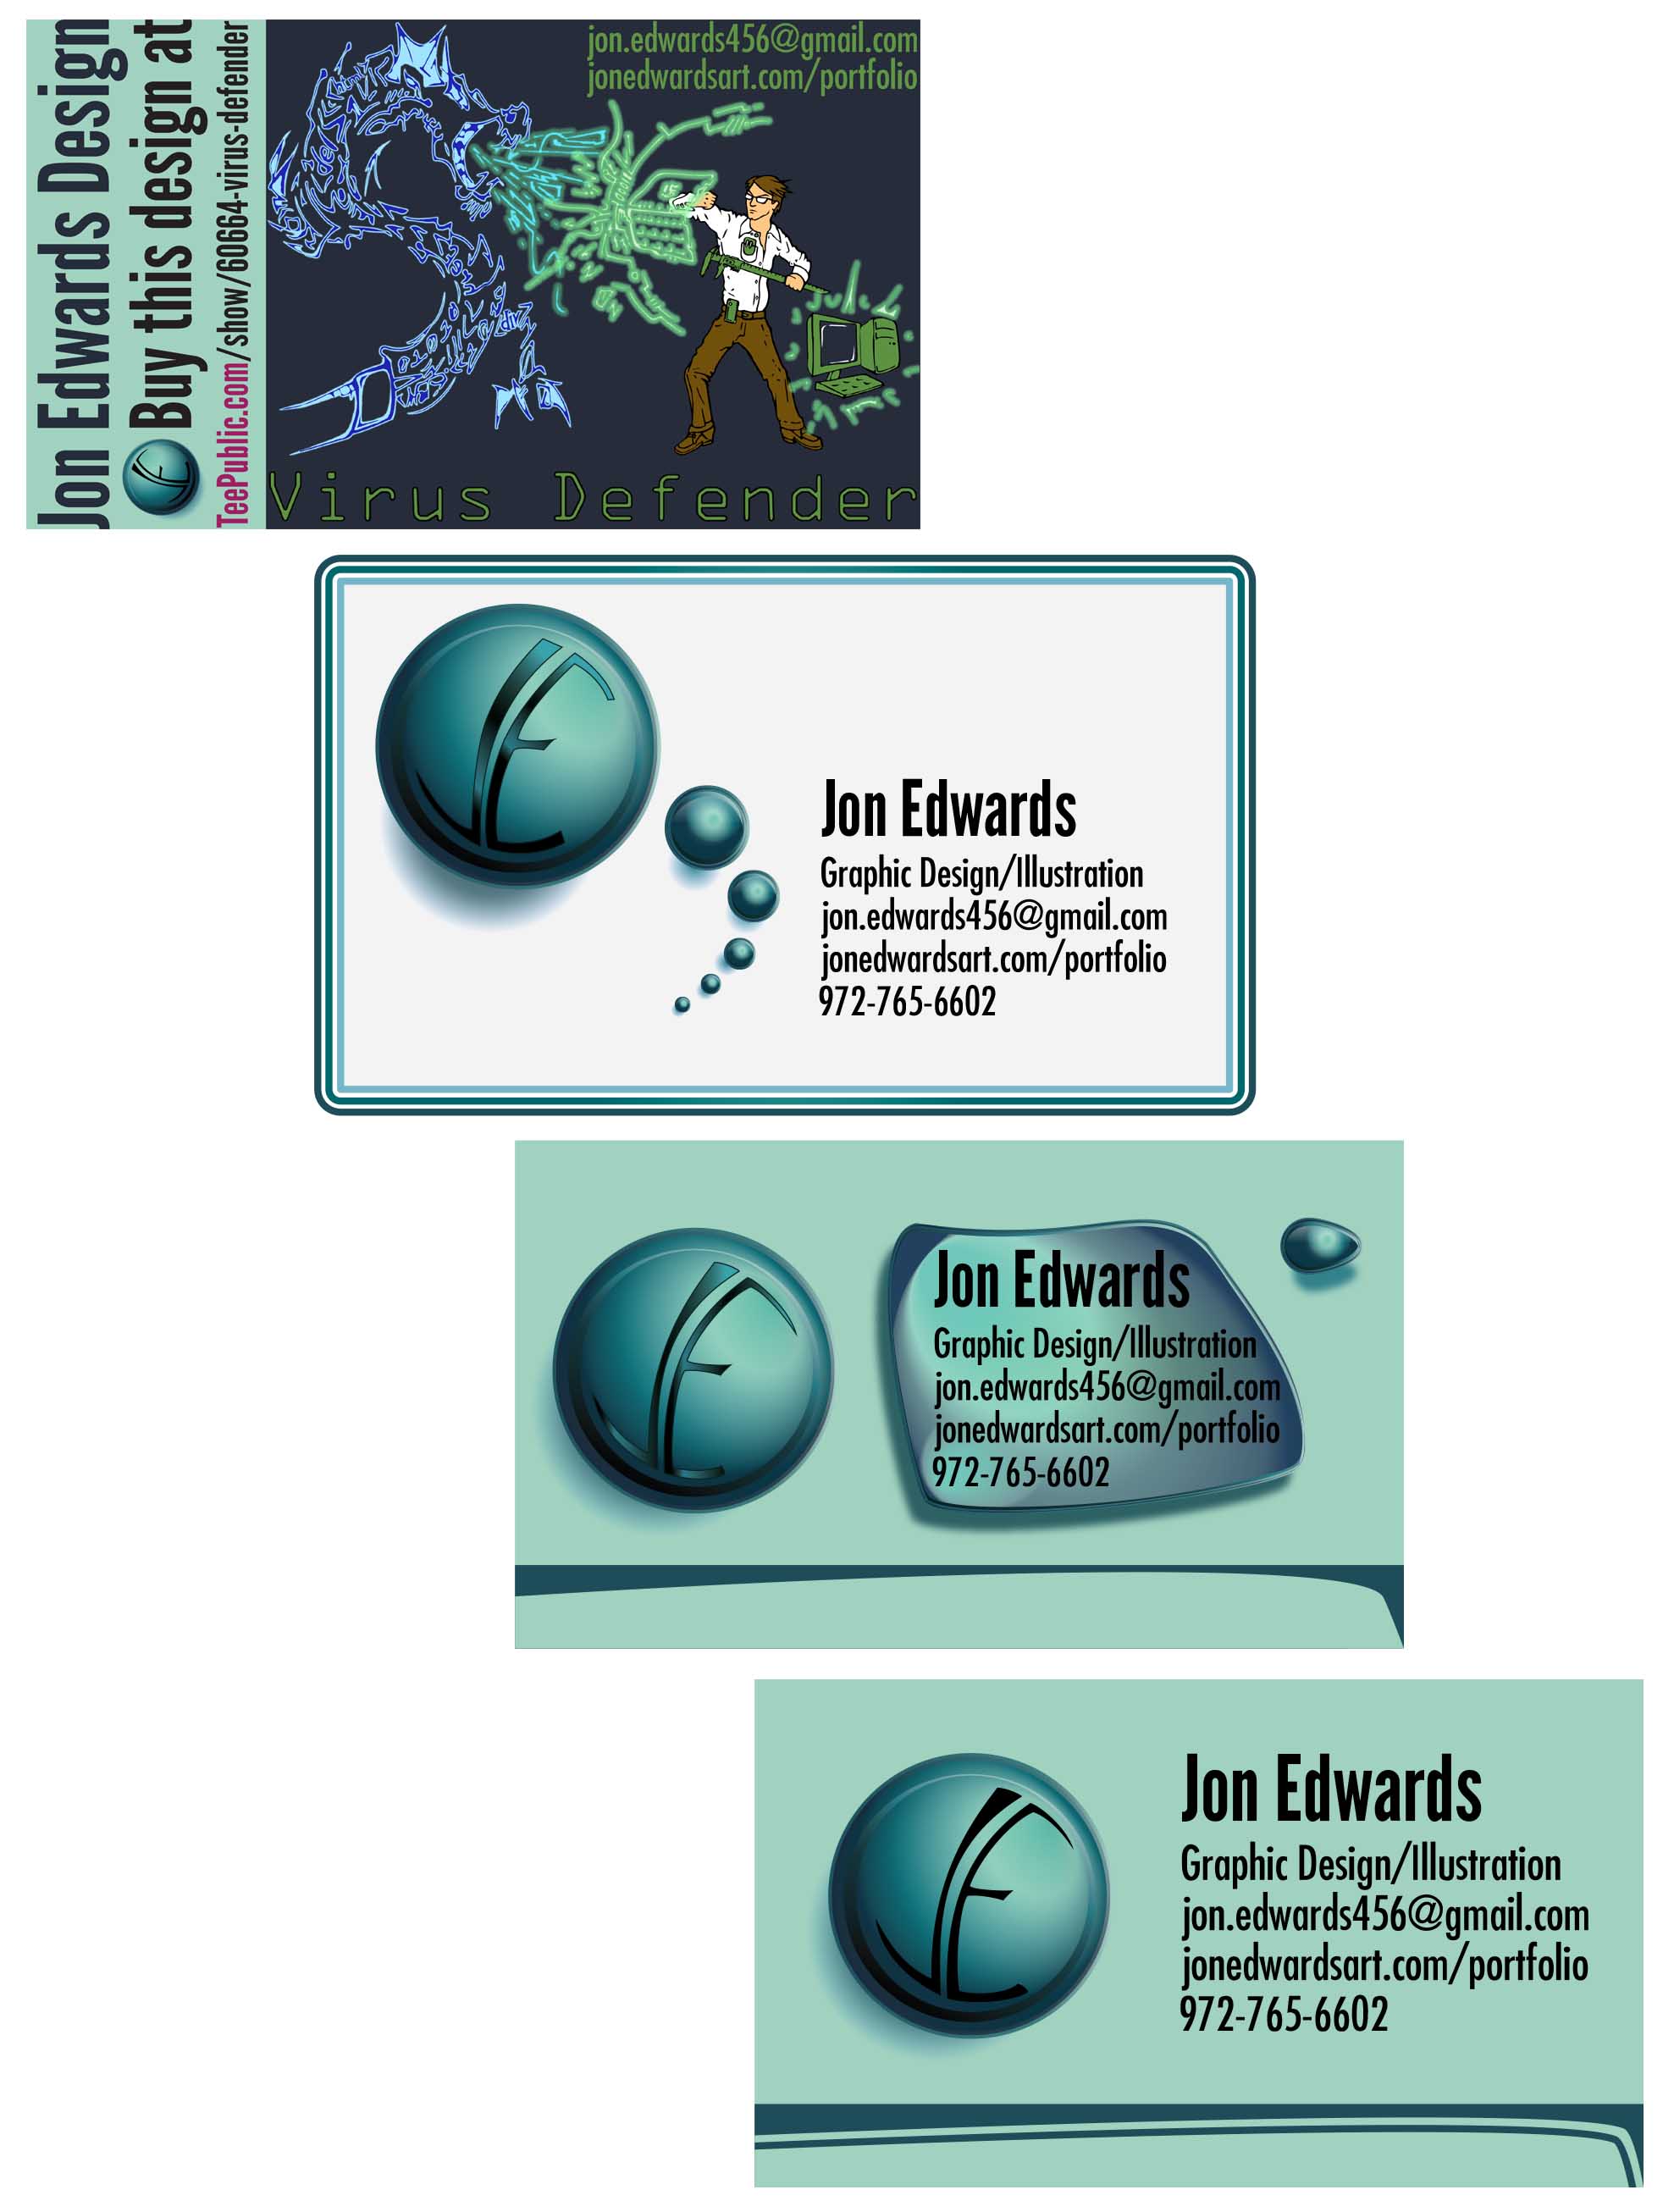 Jon Edwards Design
Buy this design at
TeePublic.com/show/60664-virus-defender
jon.edwards456@gmail.com
jonedwardsart.com/portfolio
Virus Defender
Jon Edwards
Graphic Design/Illustration
jon.edwards456@gmail.com
jonedwardsart.com/portfolio
972-765-6602
Jon Edwards
Graphic Design/Illustration
jon.edwards456@gmail.com
jonedwardsart.com/portfolio
972-765-6602
Jon Edwards
Graphic Design/Illustration
jon.edwards456@gmail.com
jonedwardsart.com/portfolio
972-765-6602